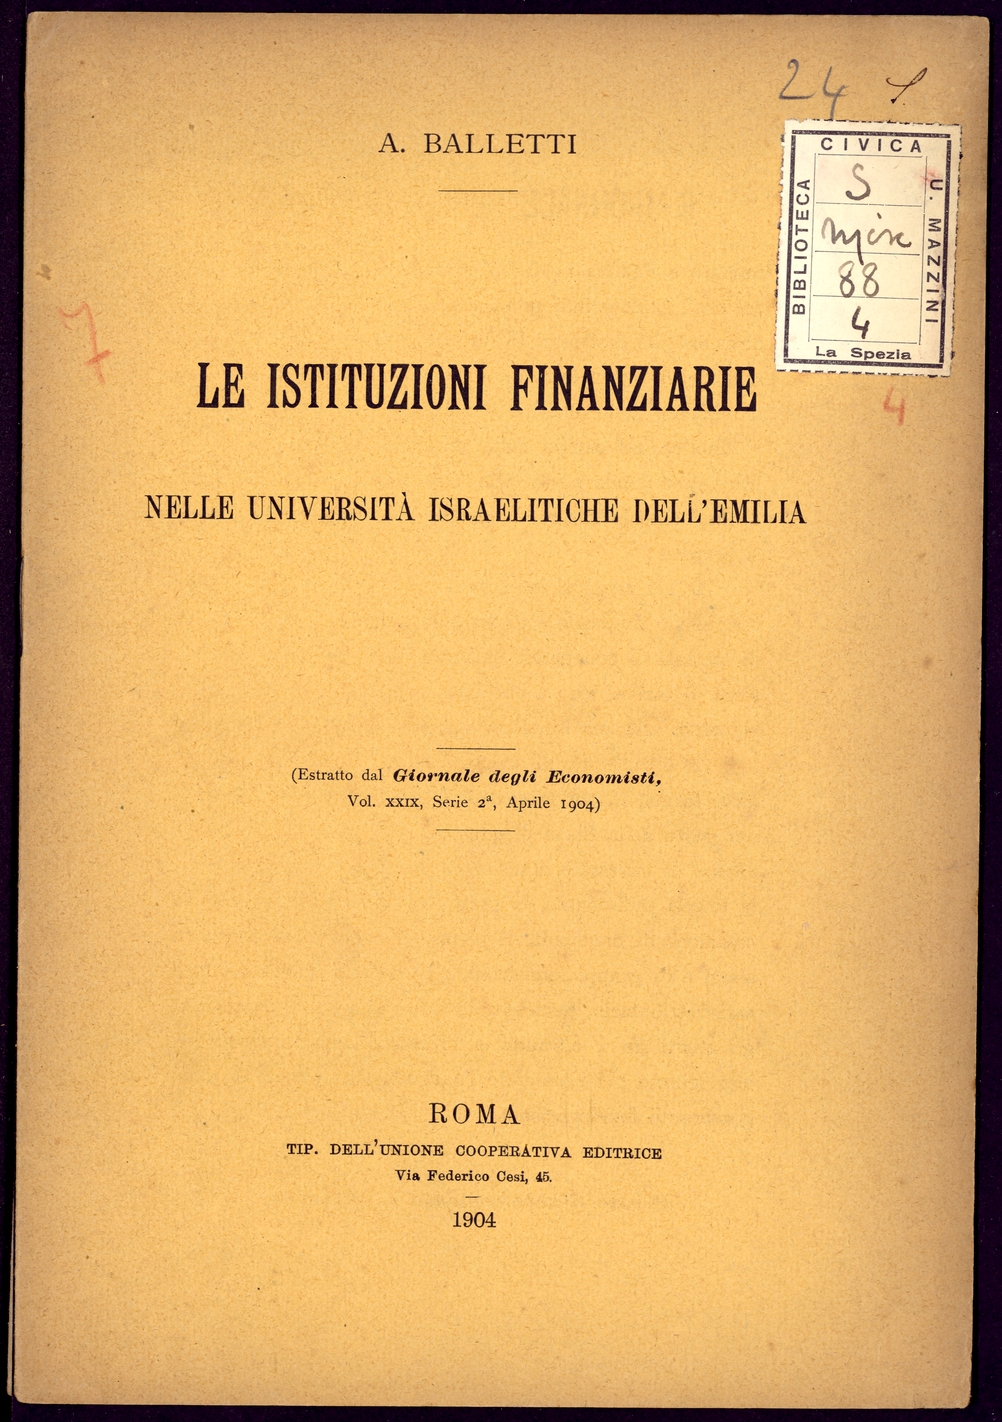 24 S.
A. BALLETTI
CIVICA
BIBLIOTECA
U. MAZZINI
S
Misc
88
4
La Spezia
7
4
LE ISTITUZIONI FINANZIARIE
NELLE UNIVERSITÀ ISRAELITICHE DELL'EMILIA
(Estratto dal Giornale degli Economisti,
Vol. XXIX, Serie 2ª, Aprile 1904)
ROMA
TIP. DELL'UNIONE COOPERATIVA EDITRICE
Via Federico Cesi, 45.
1904